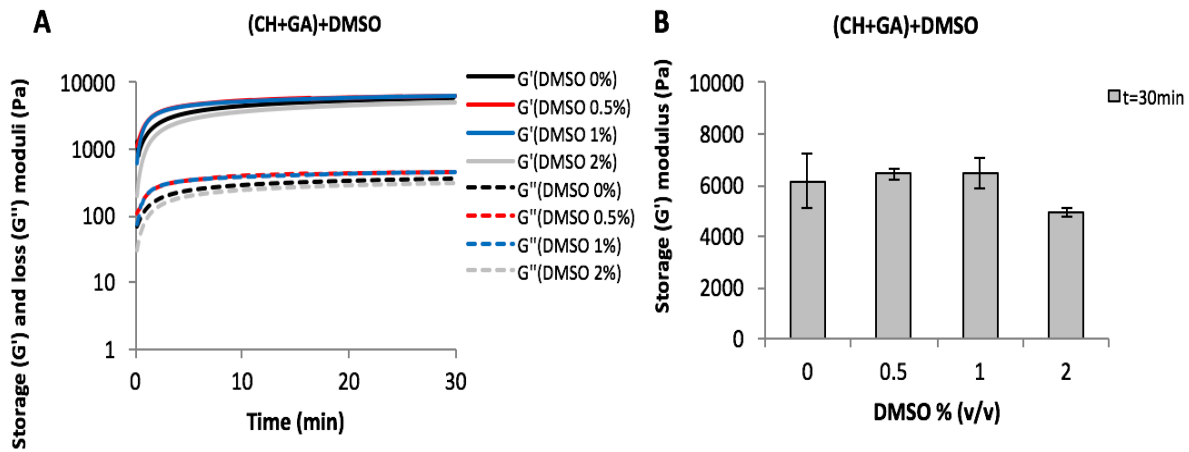 A
(CH+GA)+DMSO
Storage (G') and loss (G'') moduli (Pa)
10000
1000
100
10
1
0
10
20
30
Time (min)
G'(DMSO 0%)
G'(DMSO 0.5%)
G'(DMSO 1%)
G'(DMSO 2%)
G''(DMSO 0%)
G''(DMSO 0.5%)
G''(DMSO 1%)
G''(DMSO 2%)
B
(CH+GA)+DMSO
Storage (G') modulus (Pa)
10000
8000
6000
4000
2000
0
0
0.5
1
2
DMSO % (v/v)
t=30min